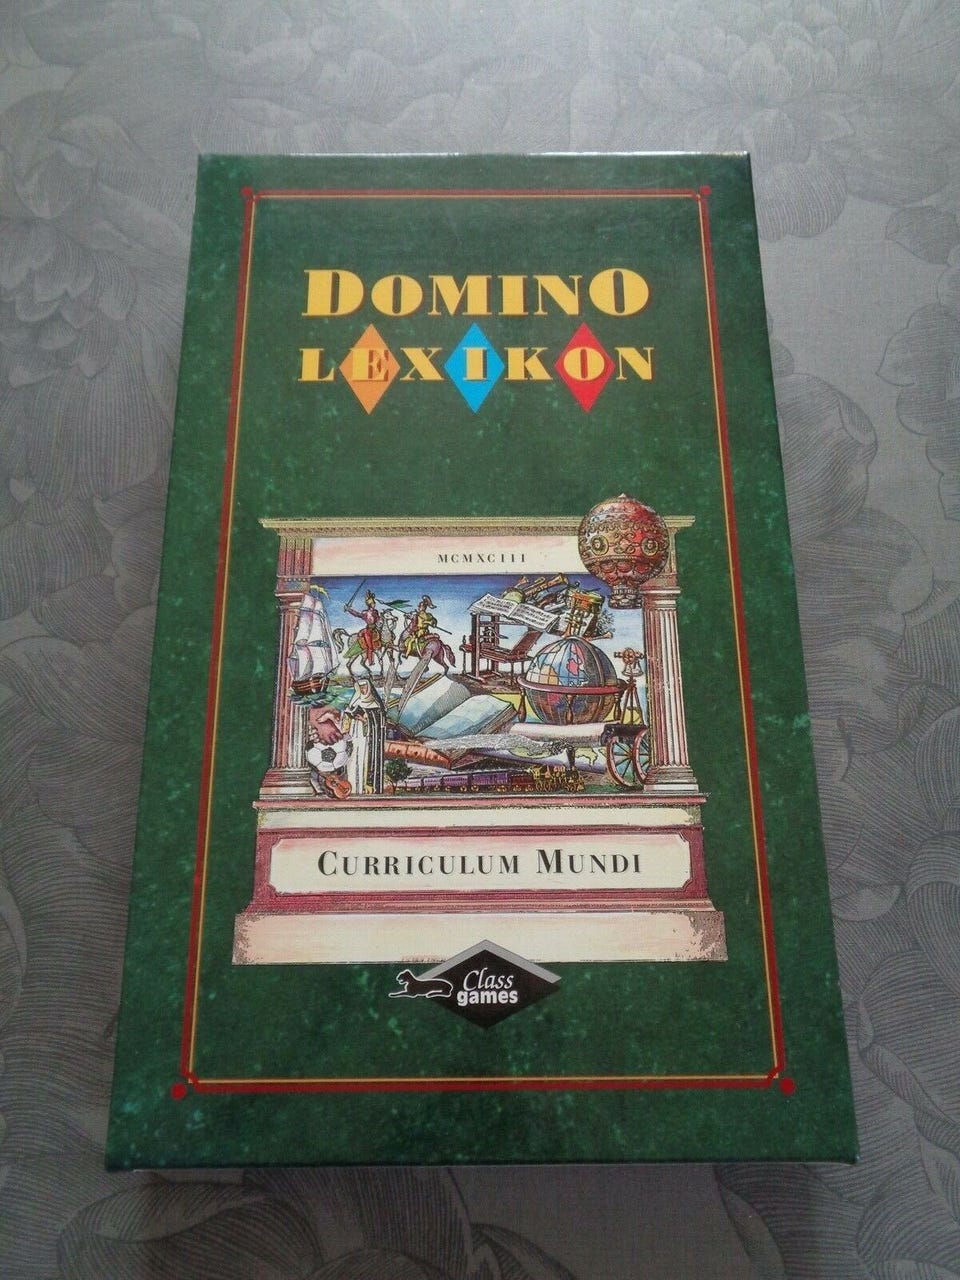 DOMINO
LEXIKON
MCMXCIII
CURRICULUM MUNDI
Class
games